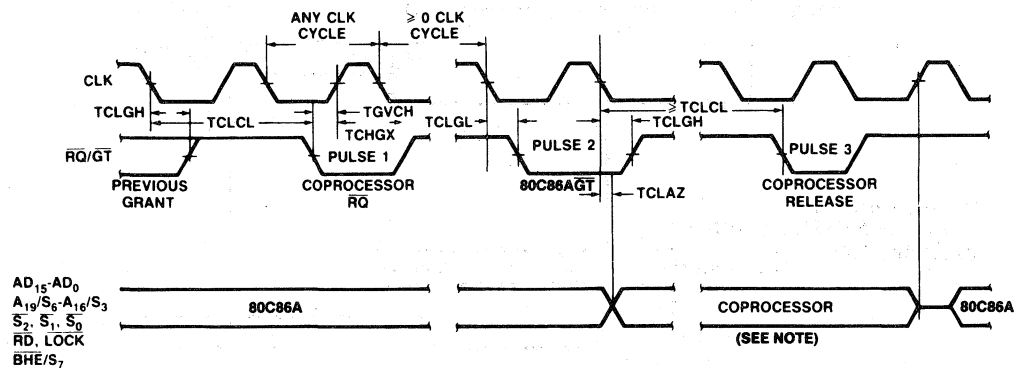 ANY CLK
CYCLE
≥ 0 CLK
CYCLE
CLK
TCLGH
TCLCL
TGVCH
TCHGX
TCLGL
≥ TCLCL
TCLGH
RQ/GT
PULSE 1
PULSE 2
PULSE 3
PREVIOUS
GRANT
COPROCESSOR
RQ
80C86AGT
TCLAZ
COPROCESSOR
RELEASE
AD15-AD0
A19/S6-A16/S3
S2, S1, S0
RD, LOCK
BHE/S7
80C86A
COPROCESSOR
80C86A
(SEE NOTE)